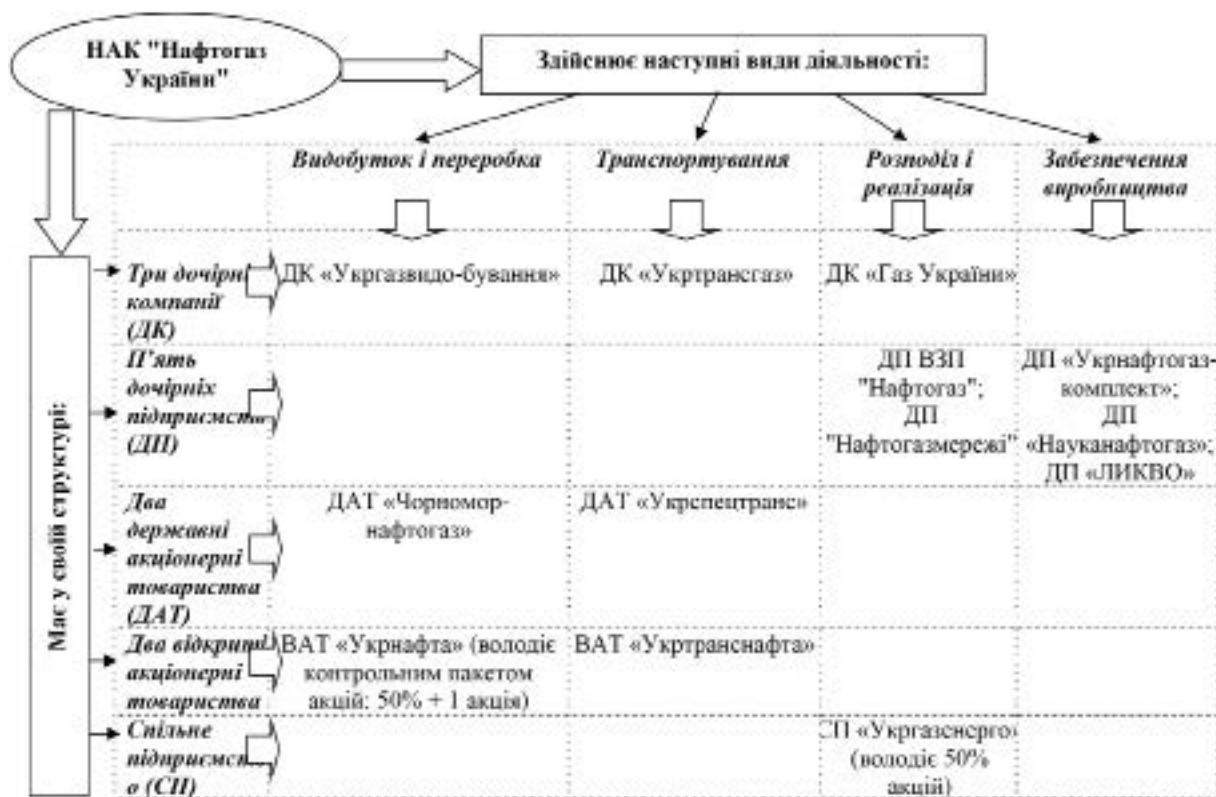 НАК "Нафтогаз
України"
Здійснює наступні види діяльності:
Видобуток і переробка
Транспортування
Розподіл і
реалізація
Забезпечення
виробництва
Має у своїй структурі:
Три дочірні
компанії
(ДК)
ДК «Укргазвидо-бування»
ДК «Укртрансгаз»
ДК «Газ України»
П'ять
дочірніх
підприємств
(ДП)
ДП ВЗП
"Нафтогаз";
ДП
"Нафтогазмережі"
ДП «Укрнафтогаз-
комплект»;
ДП
«Науканафтогаз»;
ДП «ЛИКВО»
Два
державні
акціонерні
товариства
(ДАТ)
ДАТ «Чорномор-
нафтогаз»
ДАТ «Укрспецтранс»
Два відкриті
акціонерні
товариства
ВАТ «Укрнафта» (володіє
контрольним пакетом
акцій: 50% + 1 акція)
ВАТ «Укртранснафта»
Спільне
підприємст
о (СП)
СП «Укргазенерго»
(володіє 50%
акцій)